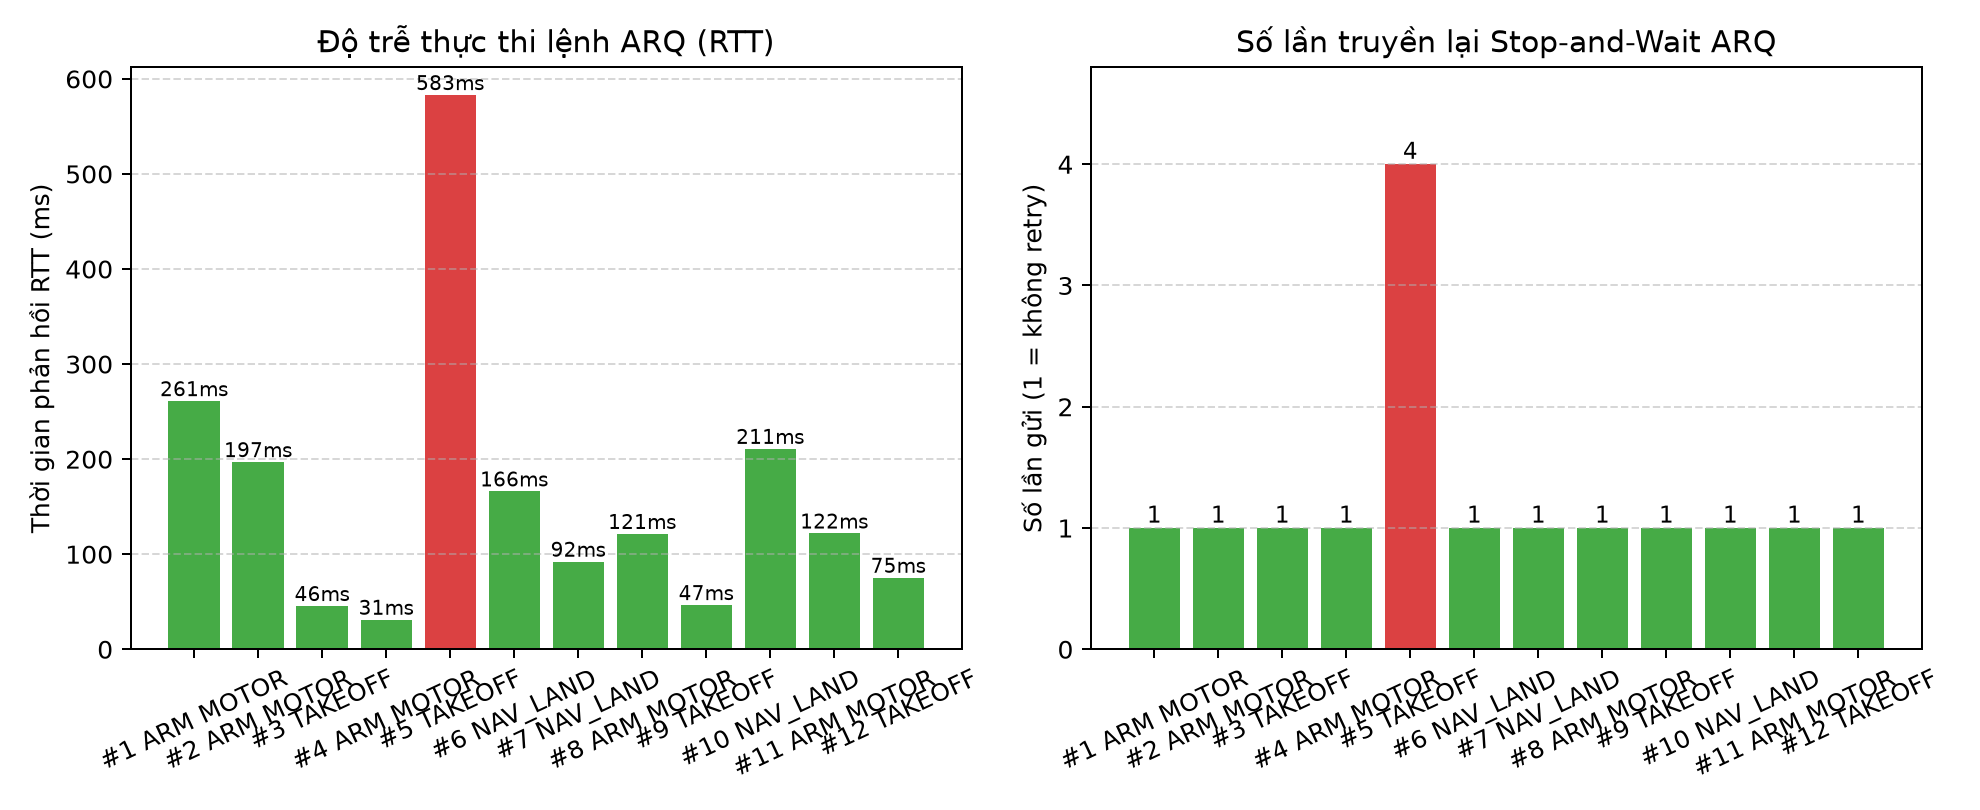 Độ trễ thực thi lệnh ARQ (RTT)
Thời gian phản hồi RTT (ms)
600
500
400
300
200
100
0
261ms
197ms
46ms
31ms
583ms
166ms
92ms
121ms
47ms
211ms
122ms
75ms
#1 ARM MOTOR
#2 ARM MOTOR
#3 TAKEOFF
#4 ARM MOTOR
#5 TAKEOFF
#6 NAV_LAND
#7 NAV_LAND
#8 ARM MOTOR
#9 TAKEOFF
#10 NAV_LAND
#11 ARM MOTOR
#12 TAKEOFF
Số lần truyền lại Stop-and-Wait ARQ
Số lần gửi (1 = không retry)
4
3
2
1
0
1
1
1
1
4
1
1
1
1
1
1
1
#1 ARM MOTOR
#2 ARM MOTOR
#3 TAKEOFF
#4 ARM MOTOR
#5 TAKEOFF
#6 NAV_LAND
#7 NAV_LAND
#8 ARM MOTOR
#9 TAKEOFF
#10 NAV_LAND
#11 ARM MOTOR
#12 TAKEOFF